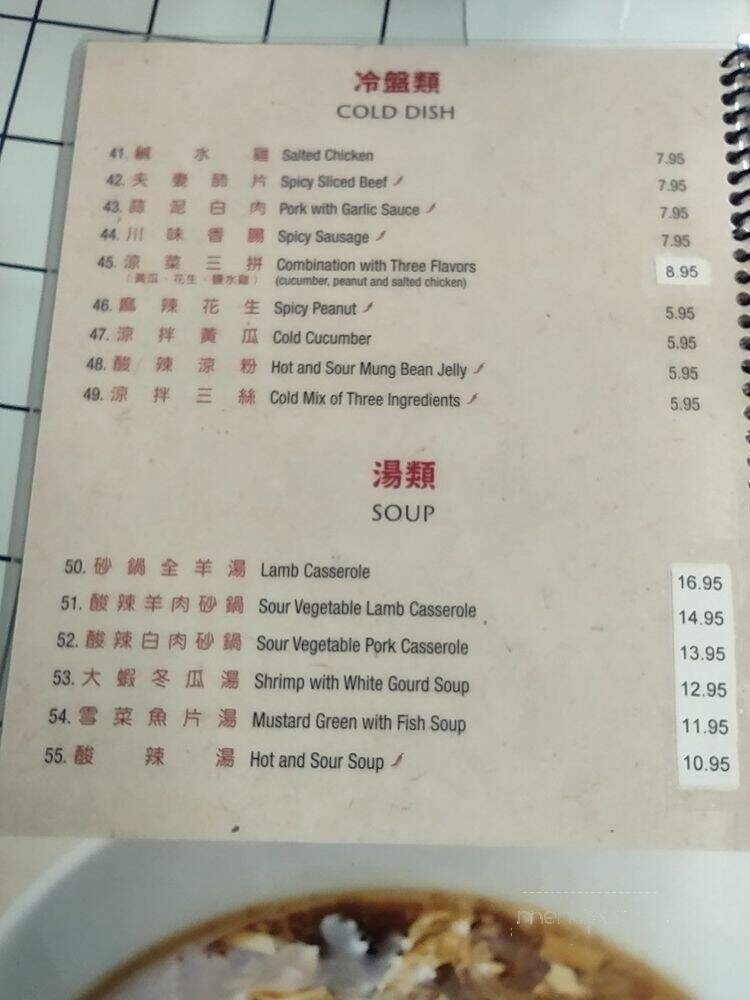 冷盤類
COLD DISH
41. 鹹水雞 Salted Chicken 7.95
42. 夫妻肺片 Spicy Sliced Beef 7.95
43. 蒜泥白肉 Pork with Garlic Sauce 7.95
44. 川味香腸 Spicy Sausage 7.95
45. 涼菜三拼 Combination with Three Flavors 8.95
(黃瓜、花生、鹽水雞) (cucumber, peanut and salted chicken)
46. 麻辣花生 Spicy Peanut 5.95
47. 涼拌黃瓜 Cold Cucumber 5.95
48. 酸辣涼粉 Hot and Sour Mung Bean Jelly 5.95
49. 涼拌三絲 Cold Mix of Three Ingredients 5.95
湯類
SOUP
50. 砂鍋全羊湯 Lamb Casserole 16.95
51. 酸辣羊肉砂鍋 Sour Vegetable Lamb Casserole 14.95
52. 酸辣白肉砂鍋 Sour Vegetable Pork Casserole 13.95
53. 大蝦冬瓜湯 Shrimp with White Gourd Soup 12.95
54. 雪菜魚片湯 Mustard Green with Fish Soup 11.95
55. 酸辣湯 Hot and Sour Soup 10.95